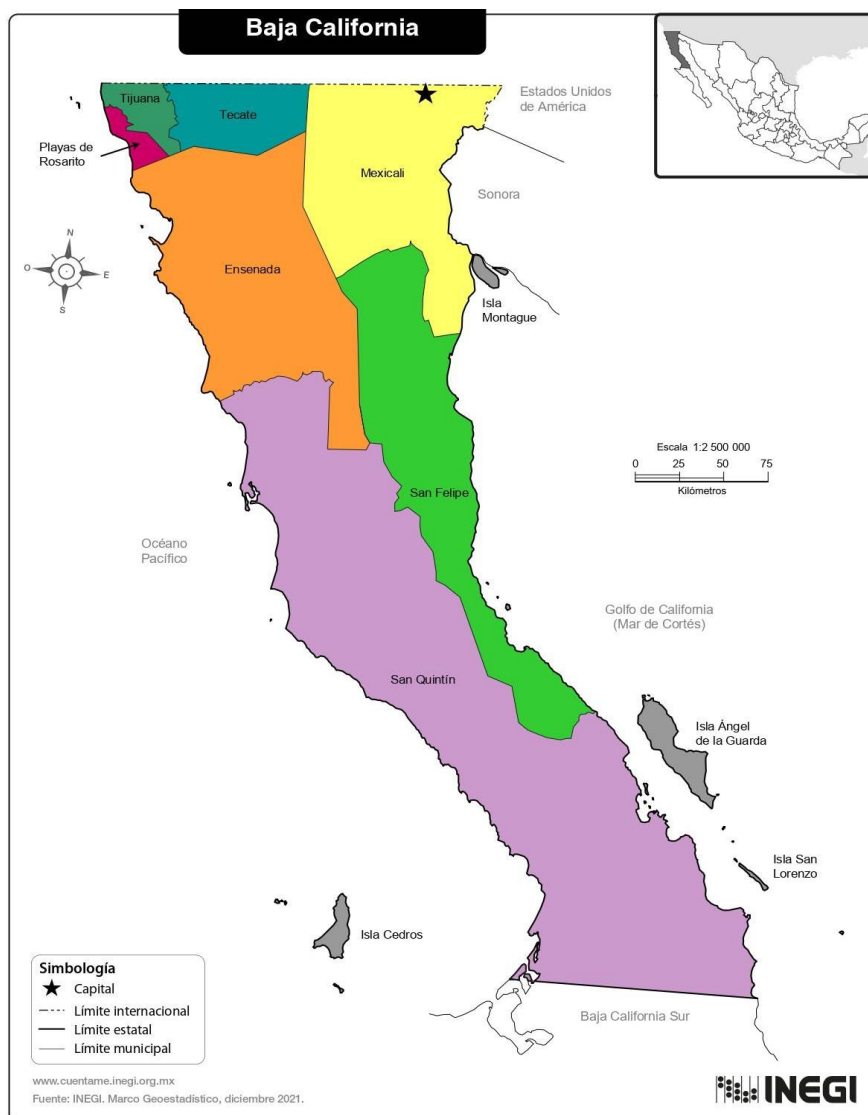 Baja California
Tijuana
Tecate
Estados Unidos
de América
Playas de
Rosarito
Mexicali
Sonora
N
O
E
S
Ensenada
Isla
Montague
Escala 1:2 500 000
0 25 50 75
Kilómetros
San Felipe
Océano
Pacífico
Golfo de California
(Mar de Cortés)
San Quintín
Isla Ángel
de la Guarda
Isla San
Lorenzo
Isla Cedros
Simbología
Capital
Límite internacional
Límite estatal
Límite municipal
Baja California Sur
www.cuentame.inegi.org.mx
Fuente: INEGI. Marco Geoestadístico, diciembre 2021.
INEGI